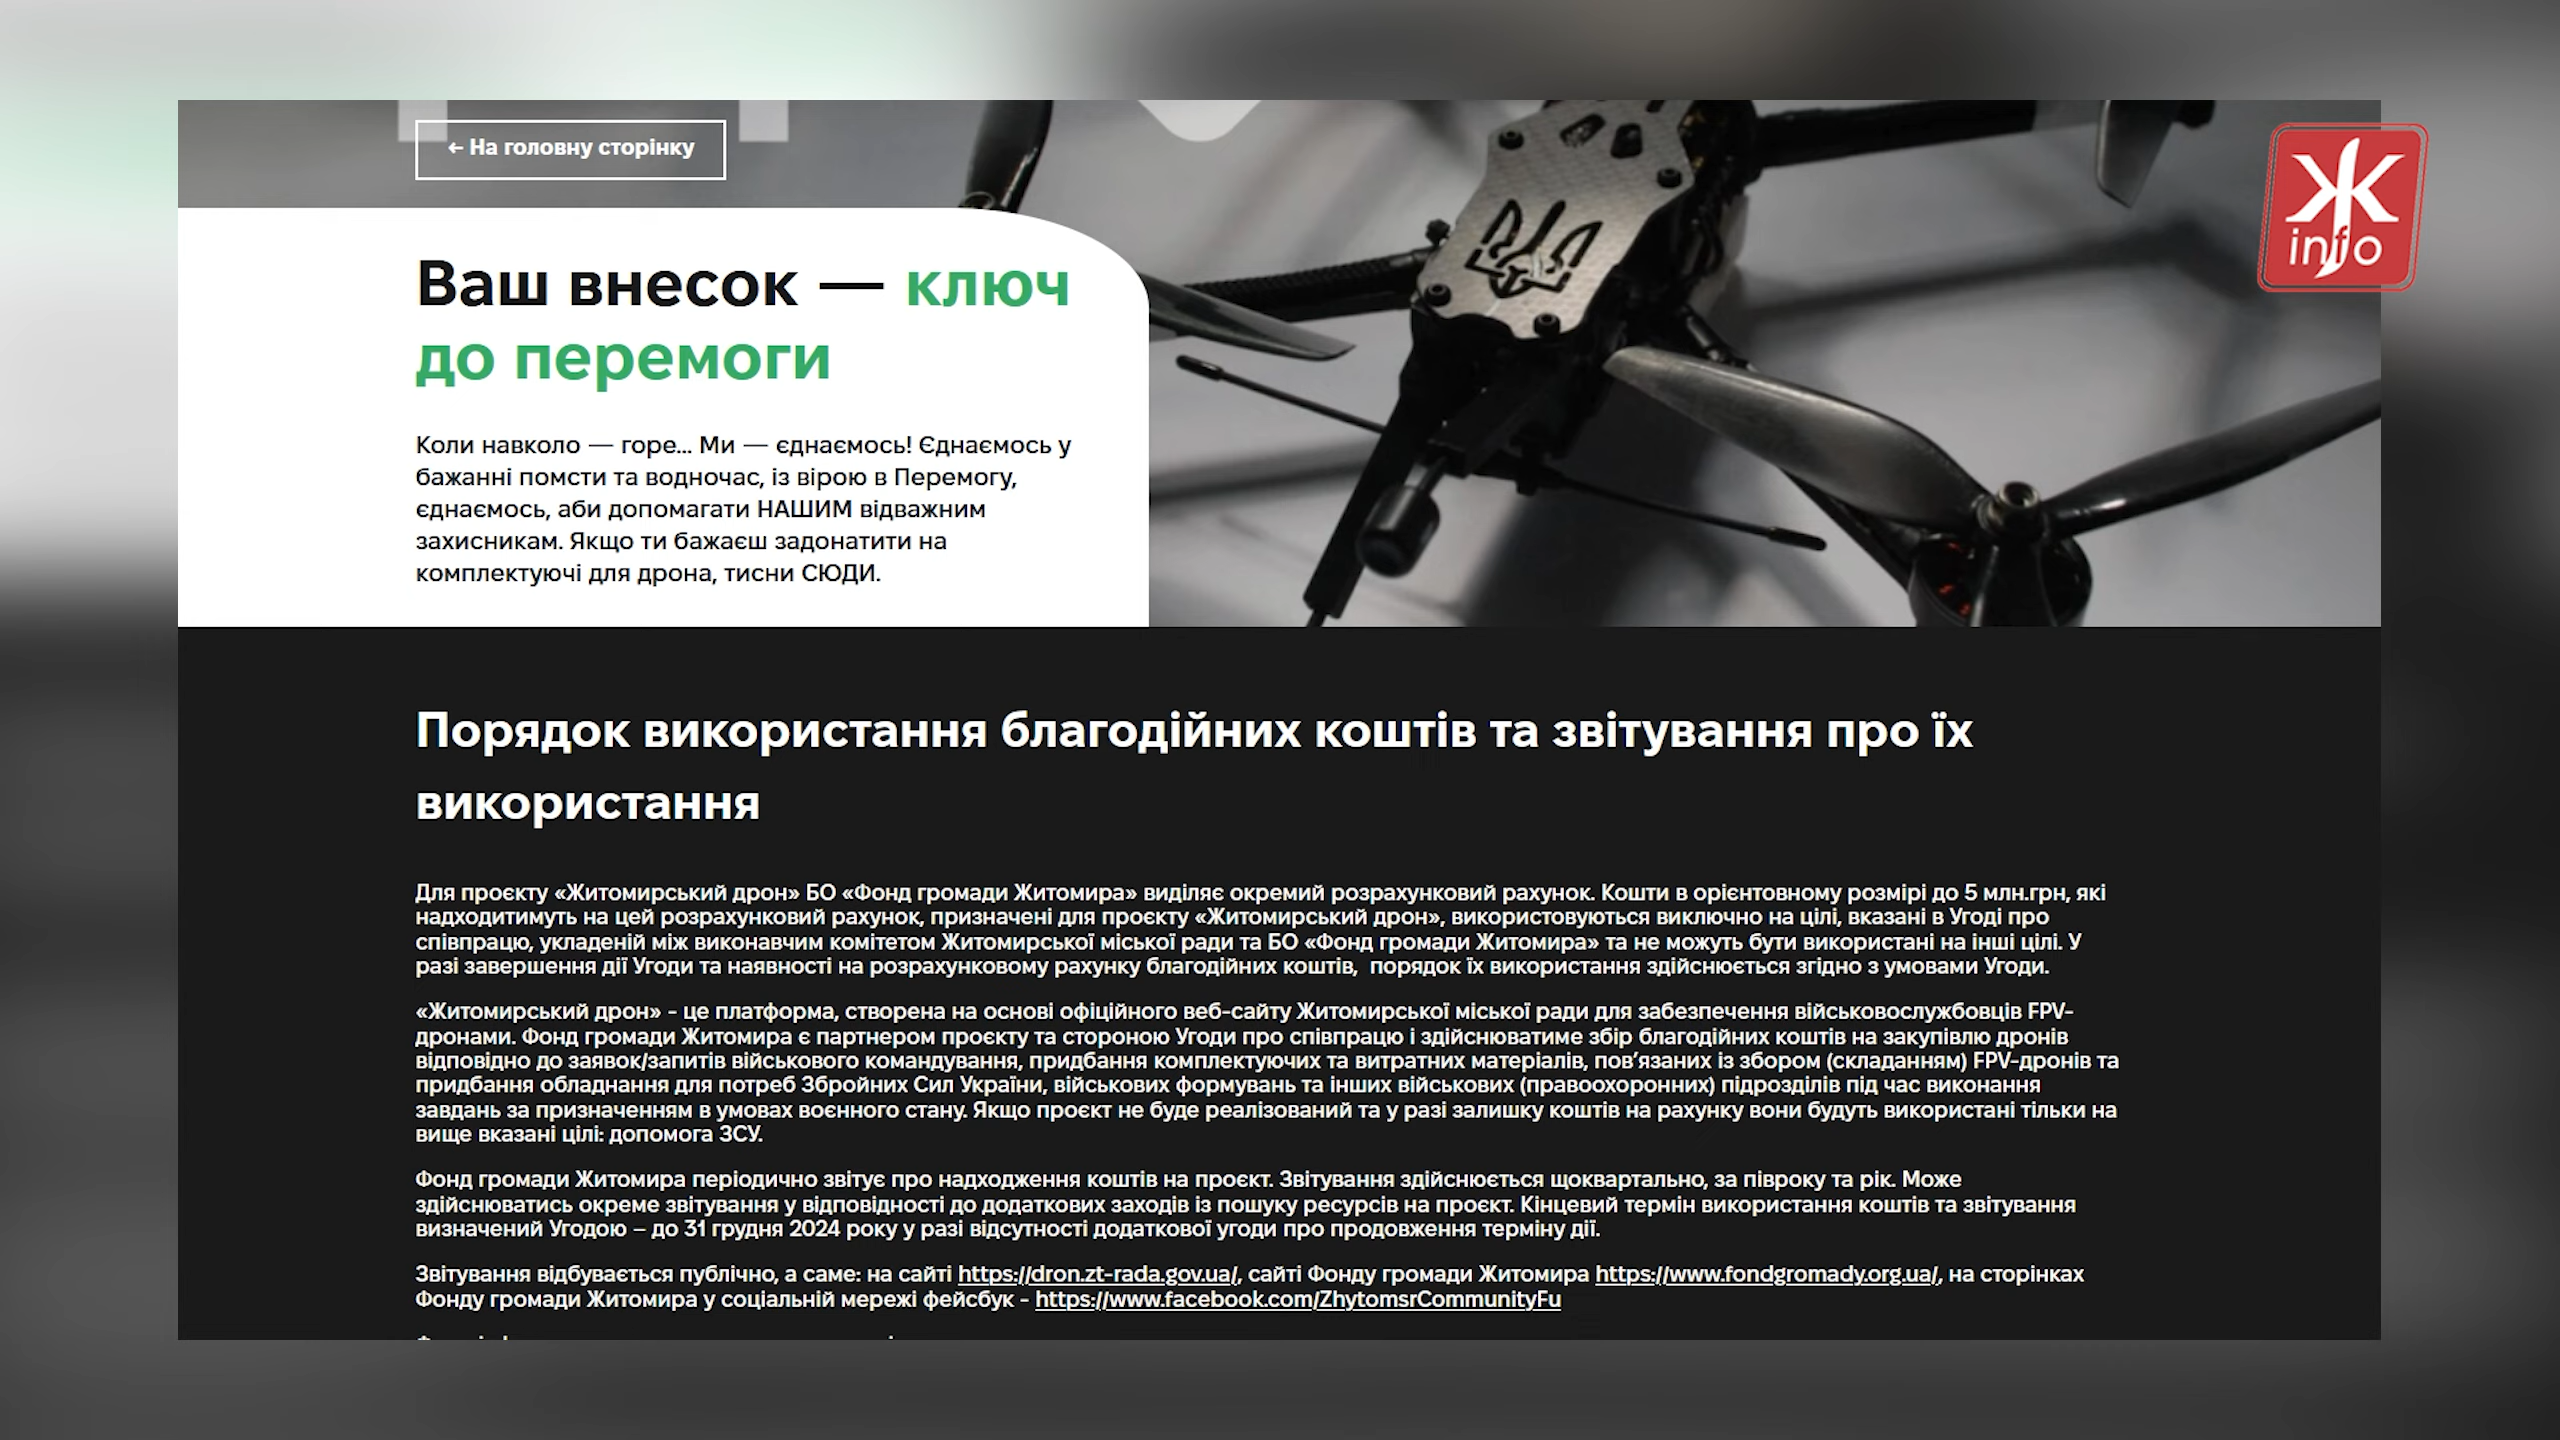 ← На головну сторінку
Ж
info
Ваш внесок — ключ
до перемоги
Коли навколо — горе... Ми — єднаємось! Єднаємось у
бажанні помсти та водночас, із вірою в Перемогу,
єднаємось, аби допомагати НАШИМ відважним
захисникам. Якщо ти бажаєш задонатити на
комплектуючі для дрона, тисни СЮДИ.
Порядок використання благодійних коштів та звітування про їх
використання
Для проєкту «Житомирський дрон» БО «Фонд громади Житомира» виділяє окремий розрахунковий рахунок. Кошти в орієнтовному розмірі до 5 млн.грн, які
надходитимуть на цей розрахунковий рахунок, призначені для проєкту «Житомирський дрон», використовуються виключно на цілі, вказані в Угоді про
співпрацю, укладеній між виконавчим комітетом Житомирської міської ради та БО «Фонд громади Житомира» та не можуть бути використані на інші цілі. У
разі завершення дії Угоди та наявності на розрахунковому рахунку благодійних коштів,  порядок їх використання здійснюється згідно з умовами Угоди.
«Житомирський дрон» - це платформа, створена на основі офіційного веб-сайту Житомирської міської ради для забезпечення військовослужбовців FPV-
дронами. Фонд громади Житомира є партнером проєкту та стороною Угоди про співпрацю і здійснюватиме збір благодійних коштів на закупівлю дронів
відповідно до заявок/запитів військового командування, придбання комплектуючих та витратних матеріалів, пов’язаних із збором (складанням) FPV-дронів та
придбання обладнання для потреб Збройних Сил України, військових формувань та інших військових (правоохоронних) підрозділів під час виконання
завдань за призначенням в умовах воєнного стану. Якщо проєкт не буде реалізований та у разі залишку коштів на рахунку вони будуть використані тільки на
вище вказані цілі: допомога ЗСУ.
Фонд громади Житомира періодично звітує про надходження коштів на проєкт. Звітування здійснюється щоквартально, за півроку та рік. Може
здійснюватись окреме звітування у відповідності до додаткових заходів із пошуку ресурсів на проєкт. Кінцевий термін використання коштів та звітування
визначений Угодою – до 31 грудня 2024 року у разі відсутності додаткової угоди про продовження терміну дії.
Звітування відбувається публічно, а саме: на сайті https://dron.zt-rada.gov.ua/, сайті Фонду громади Житомира https://www.fondgromady.org.ua/, на сторінках
Фонду громади Житомира у соціальній мережі фейсбук - https://www.facebook.com/ZhytomsrCommunityFu